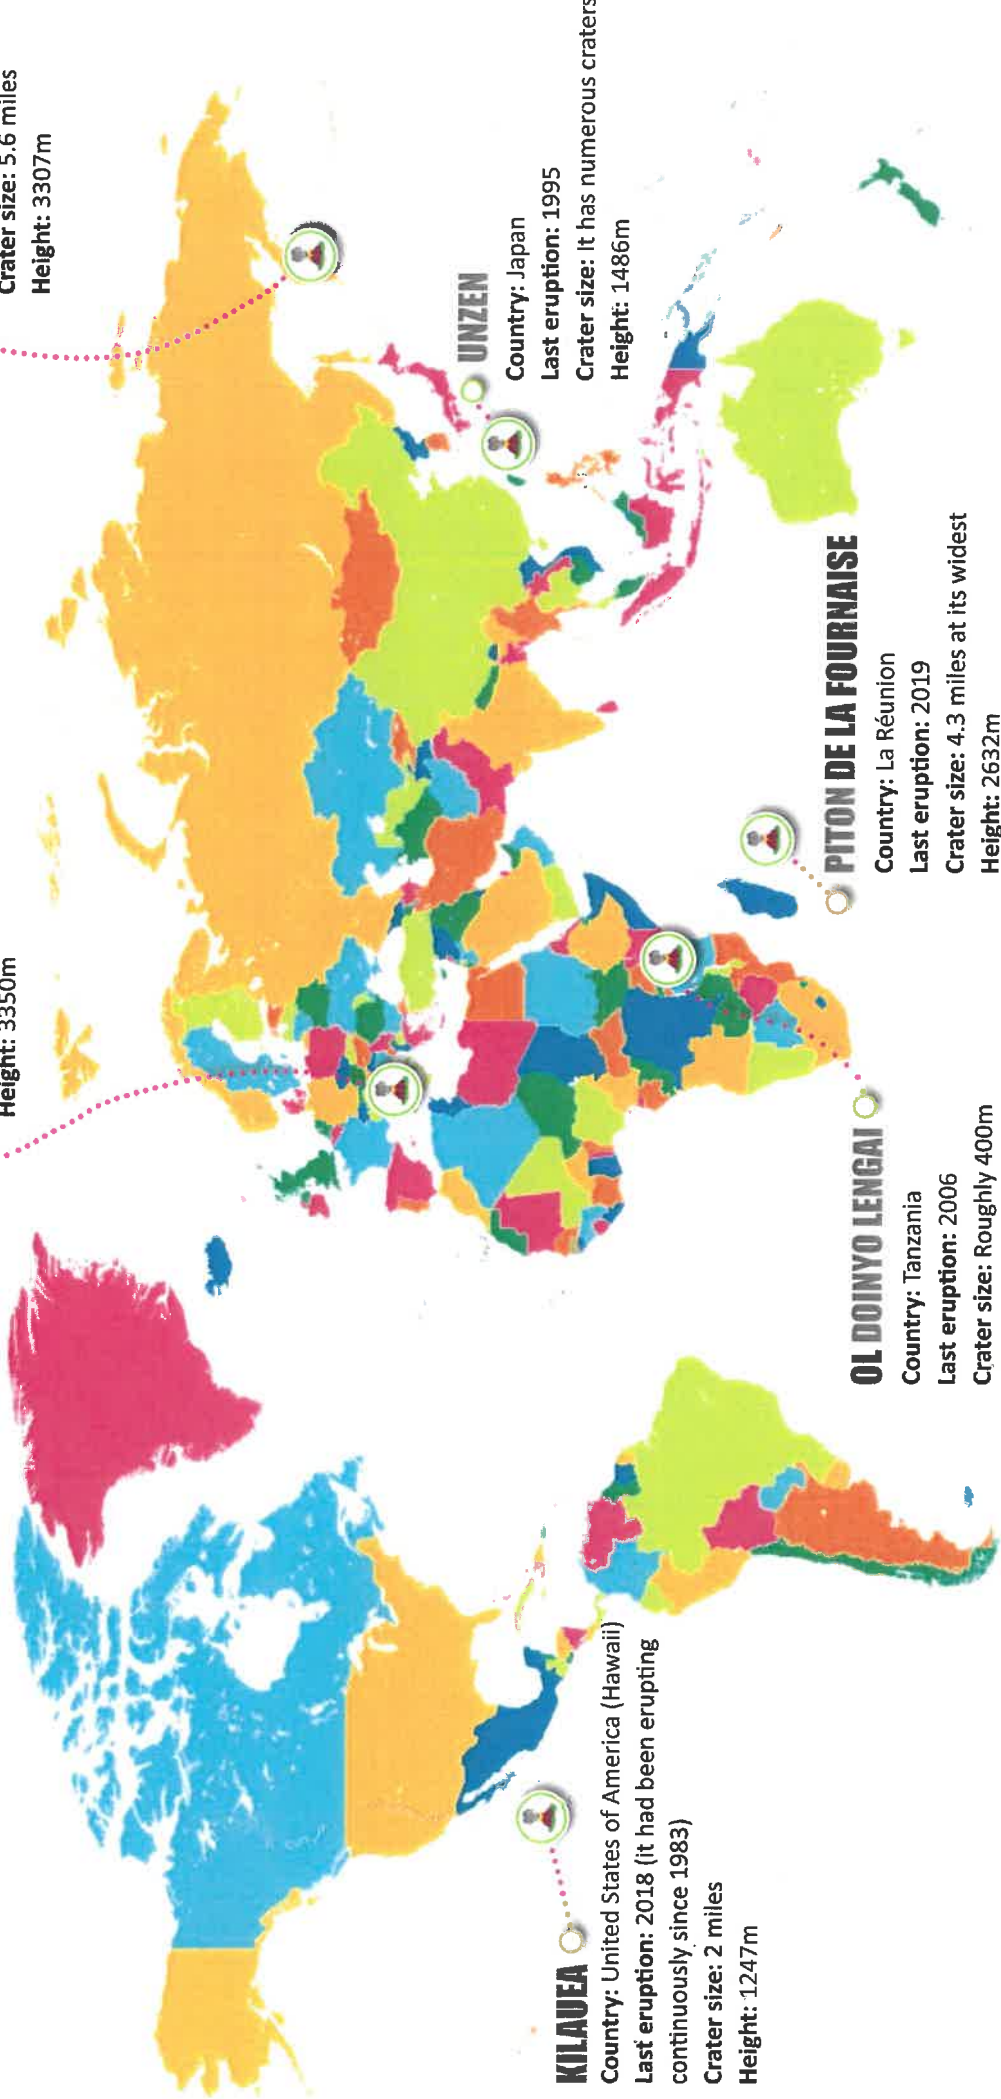 Height: 3350m
Crater size: 5.6 miles
Height: 3307m
UNZEN
Country: Japan
Last eruption: 1995
Crater size: It has numerous craters
Height: 1486m
KILAUEA
Country: United States of America (Hawaii)
Last eruption: 2018 (it had been erupting
continuously since 1983)
Crater size: 2 miles
Height: 1247m
OL DOINYO LENGAI
Country: Tanzania
Last eruption: 2006
Crater size: Roughly 400m
PITON DE LA FOURNAISE
Country: La Réunion
Last eruption: 2019
Crater size: 4.3 miles at its widest
Height: 2632m